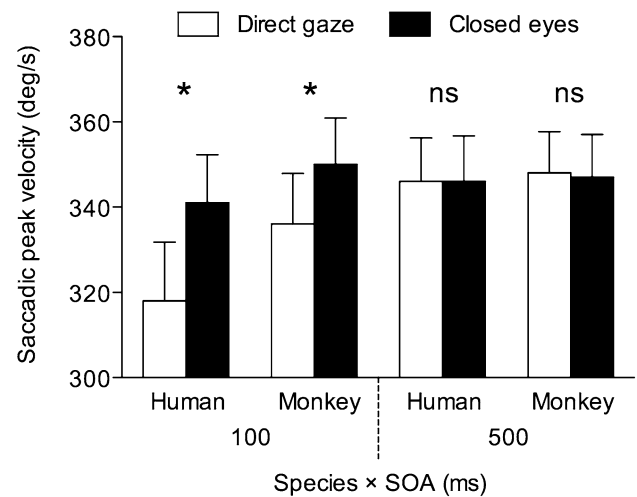 Direct gaze Closed eyes
Saccadic peak velocity (deg/s)
380
360
340
320
300
* * ns ns
Human Monkey Human Monkey
100 500
Species × SOA (ms)